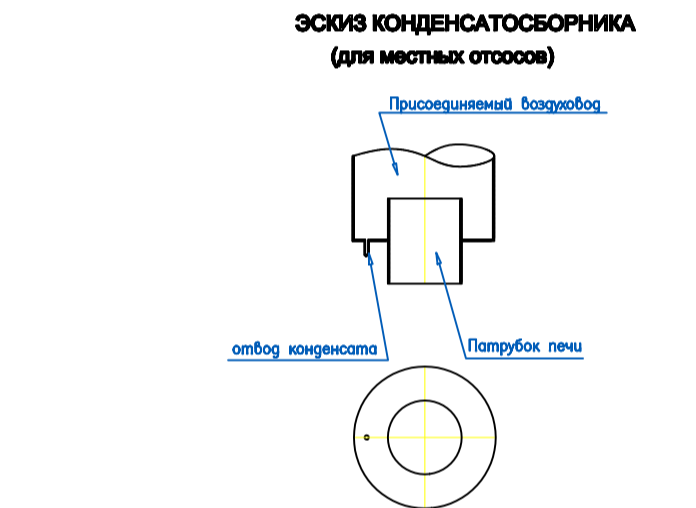 ЭСКИЗ КОНДЕНСАТОСБОРНИКА
(для местных отсосов)
Присоединяемый воздуховод
отвод конденсата
Патрубок печи